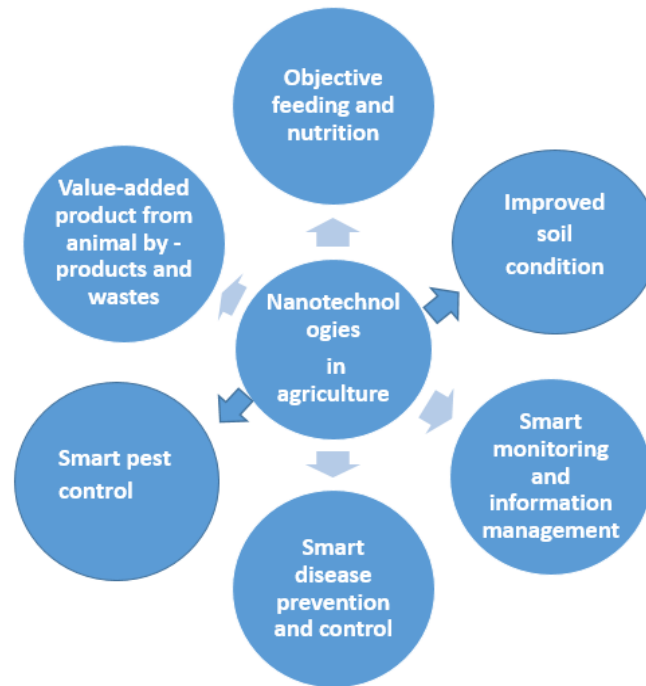 Objective
feeding and
nutrition
Value-added
product from
animal by -
products and
wastes
Improved
soil
condition
Nanotechnol
ogies
in
agriculture
Smart pest
control
Smart
monitoring
and
information
management
Smart
disease
prevention
and control